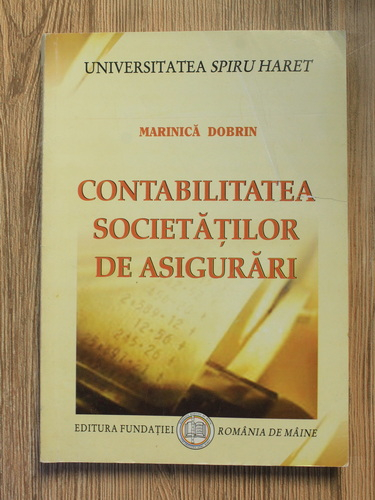 UNIVERSITATEA SPIRU HARET
MARINICĂ DOBRIN
CONTABILITATEA
SOCIETĂȚILOR
DE ASIGURĂRI
EDITURA FUNDAȚIEI ROMÂNIA DE MÂINE